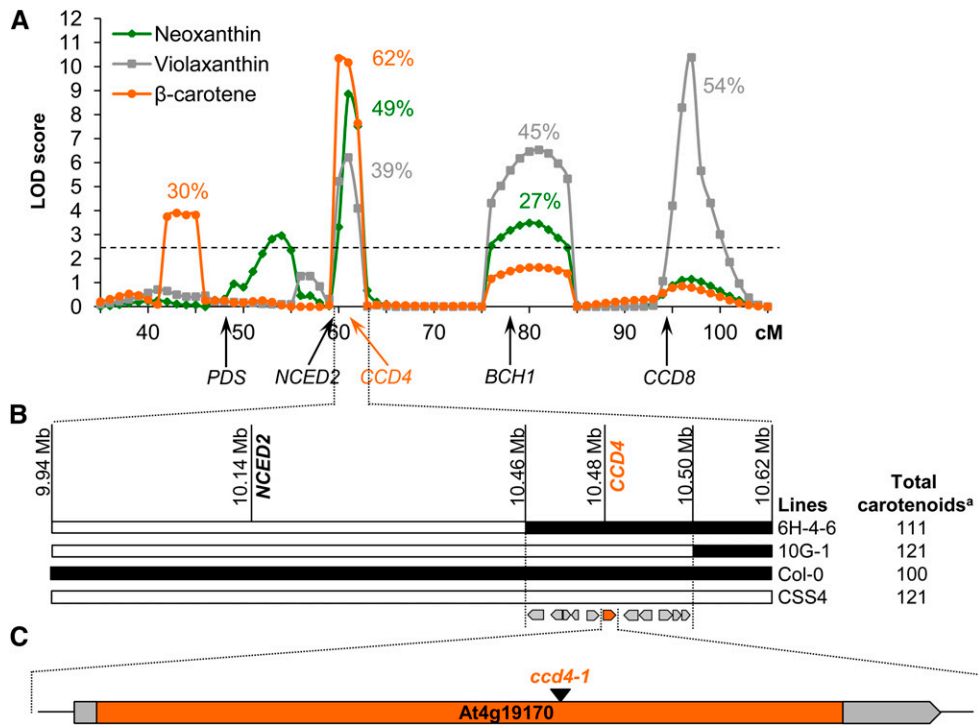 A
LOD score
12
11
10
9
8
7
6
5
4
3
2
1
0
Neoxanthin
Violaxanthin
β-carotene
30%
62%
49%
39%
45%
27%
54%
40
50
60
70
80
90
100
cM
PDS
NCED2
CCD4
BCH1
CCD8
B
9.94 Mb
10.14 Mb
NCED2
10.46 Mb
10.48 Mb
CCD4
10.50 Mb
10.62 Mb
Lines
Total
carotenoidsᵃ
6H-4-6 111
10G-1 121
Col-0 100
CSS4 121
C
ccd4-1
At4g19170